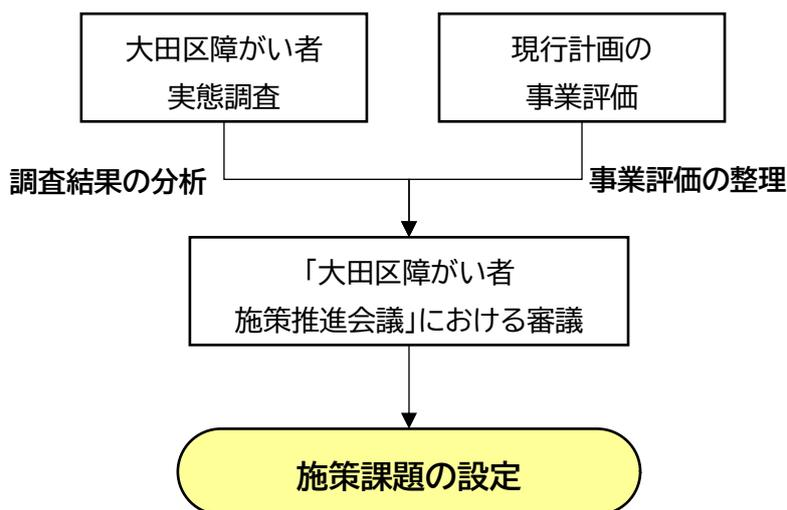 大田区障がい者
実態調査
現行計画の
事業評価
調査結果の分析
事業評価の整理
「大田区障がい者
施策推進会議」における審議
施策課題の設定